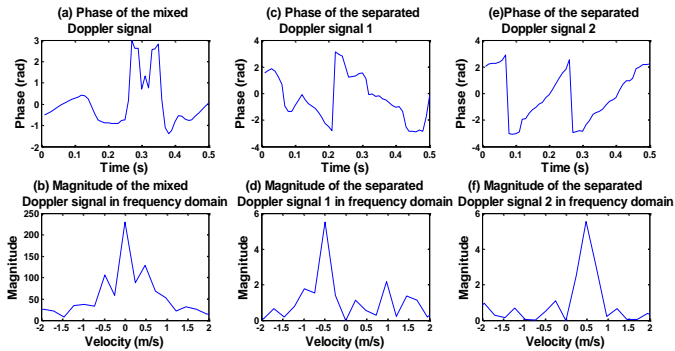 (a) Phase of the mixed
Doppler signal
(c) Phase of the separated
Doppler signal 1
(e)Phase of the separated
Doppler signal 2
Phase (rad)
3
2
1
0
-1
-2
0 0.1 0.2 0.3 0.4 0.5
Time (s)
Phase (rad)
4
2
0
-2
-4
0 0.1 0.2 0.3 0.4 0.5
Time (s)
Phase (rad)
4
2
0
-2
-4
0 0.1 0.2 0.3 0.4 0.5
Time (s)
(b) Magnitude of the mixed
Doppler signal in frequency domain
(d) Magnitude of the separated
Doppler signal 1 in frequency domain
(f) Magnitude of the separated
Doppler signal 2 in frequency domain
Magnitude
250
200
150
100
50
0
-2 -1.5 -1 -0.5 0 0.5 1 1.5 2
Velocity (m/s)
Magnitude
6
4
2
0
-2 -1.5 -1 -0.5 0 0.5 1 1.5 2
Velocity (m/s)
Magnitude
6
4
2
0
-2 -1.5 -1 -0.5 0 0.5 1 1.5 2
Velocity (m/s)